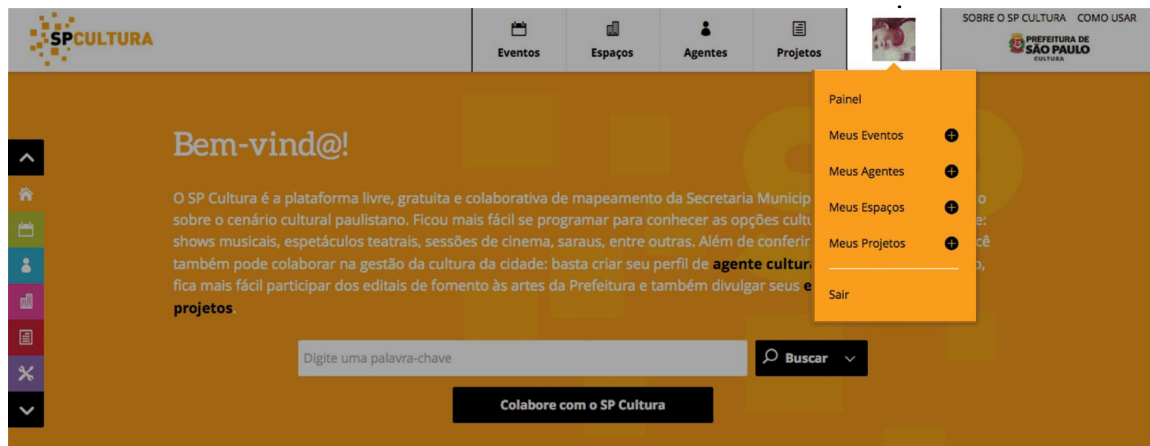 SPCULTURA
Eventos
Espaços
Agentes
Projetos
SOBRE O SP CULTURA COMO USAR
PREFEITURA DE
SÃO PAULO
CULTURA
Painel
Meus Eventos
Meus Agentes
Meus Espaços
Meus Projetos
Sair
Bem-vind@!
O SP Cultura é a plataforma livre, gratuita e colaborativa de mapeamento da Secretaria Municip o
sobre o cenário cultural paulistano. Ficou mais fácil se programar para conhecer as opções cultu e:
shows musicais, espetáculos teatrais, sessões de cinema, saraus, entre outras. Além de conferir cê
também pode colaborar na gestão da cultura da cidade: basta criar seu perfil de agente cultura o,
fica mais fácil participar dos editais de fomento às artes da Prefeitura e também divulgar seus e
projetos.
Digite uma palavra-chave
Buscar
Colabore com o SP Cultura